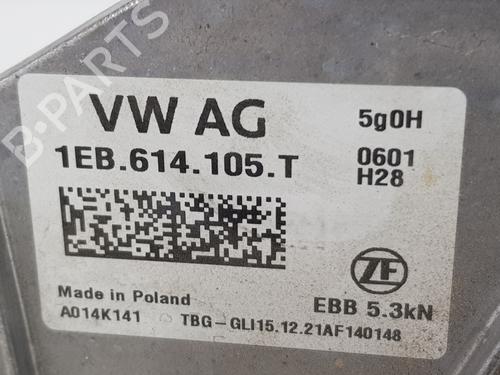 VW AG
5g0H
1EB.614.105.T
0601
H28
ZF
Made in Poland
EBB 5.3kN
A014K141
TBG-GLI15.12.21AF140148
B-PARTS